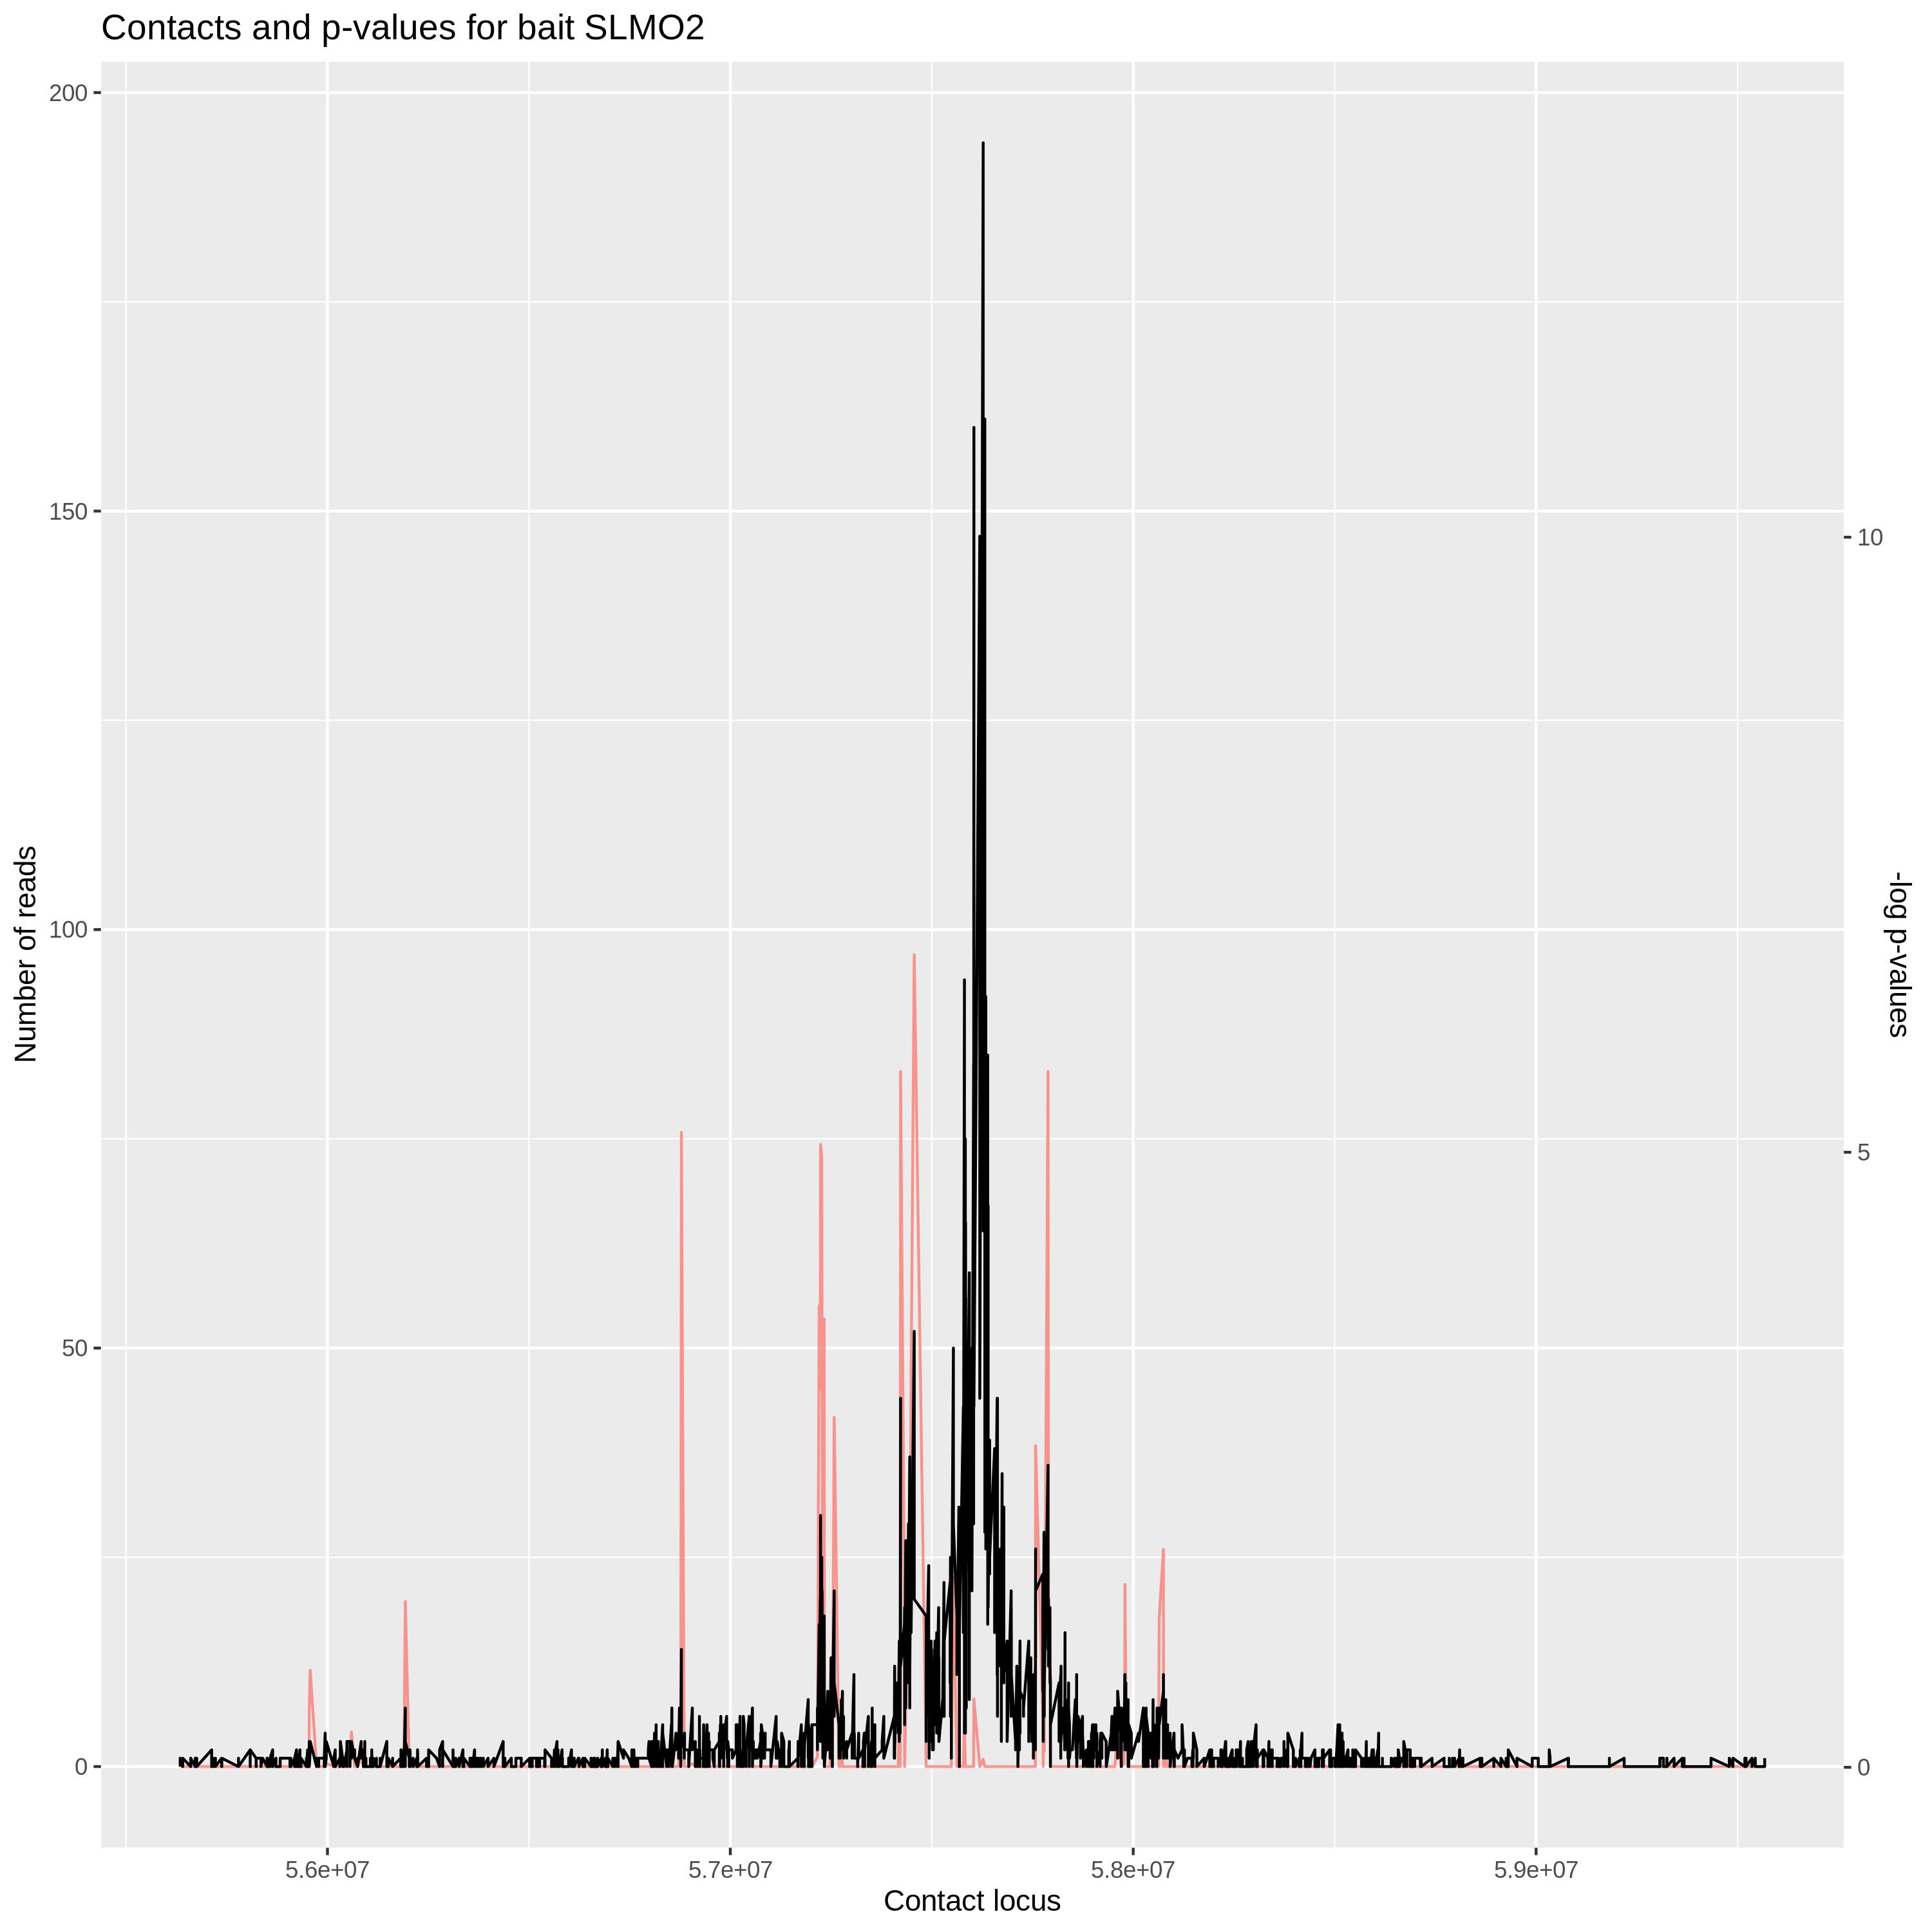 Contacts and p-values for bait SLMO2
200
150
100
50
0
Number of reads
10
5
0
-log p-values
5.6e+07
5.7e+07
5.8e+07
5.9e+07
Contact locus